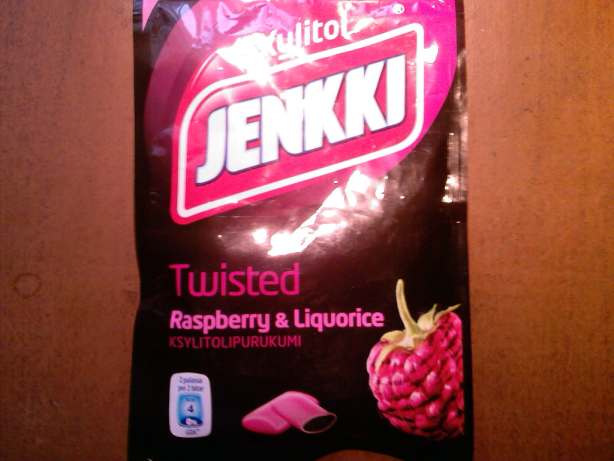 Xylitol
®
JENKKI
Twisted
Raspberry & Liquorice
KSYLITOLIPURUKUMI
4